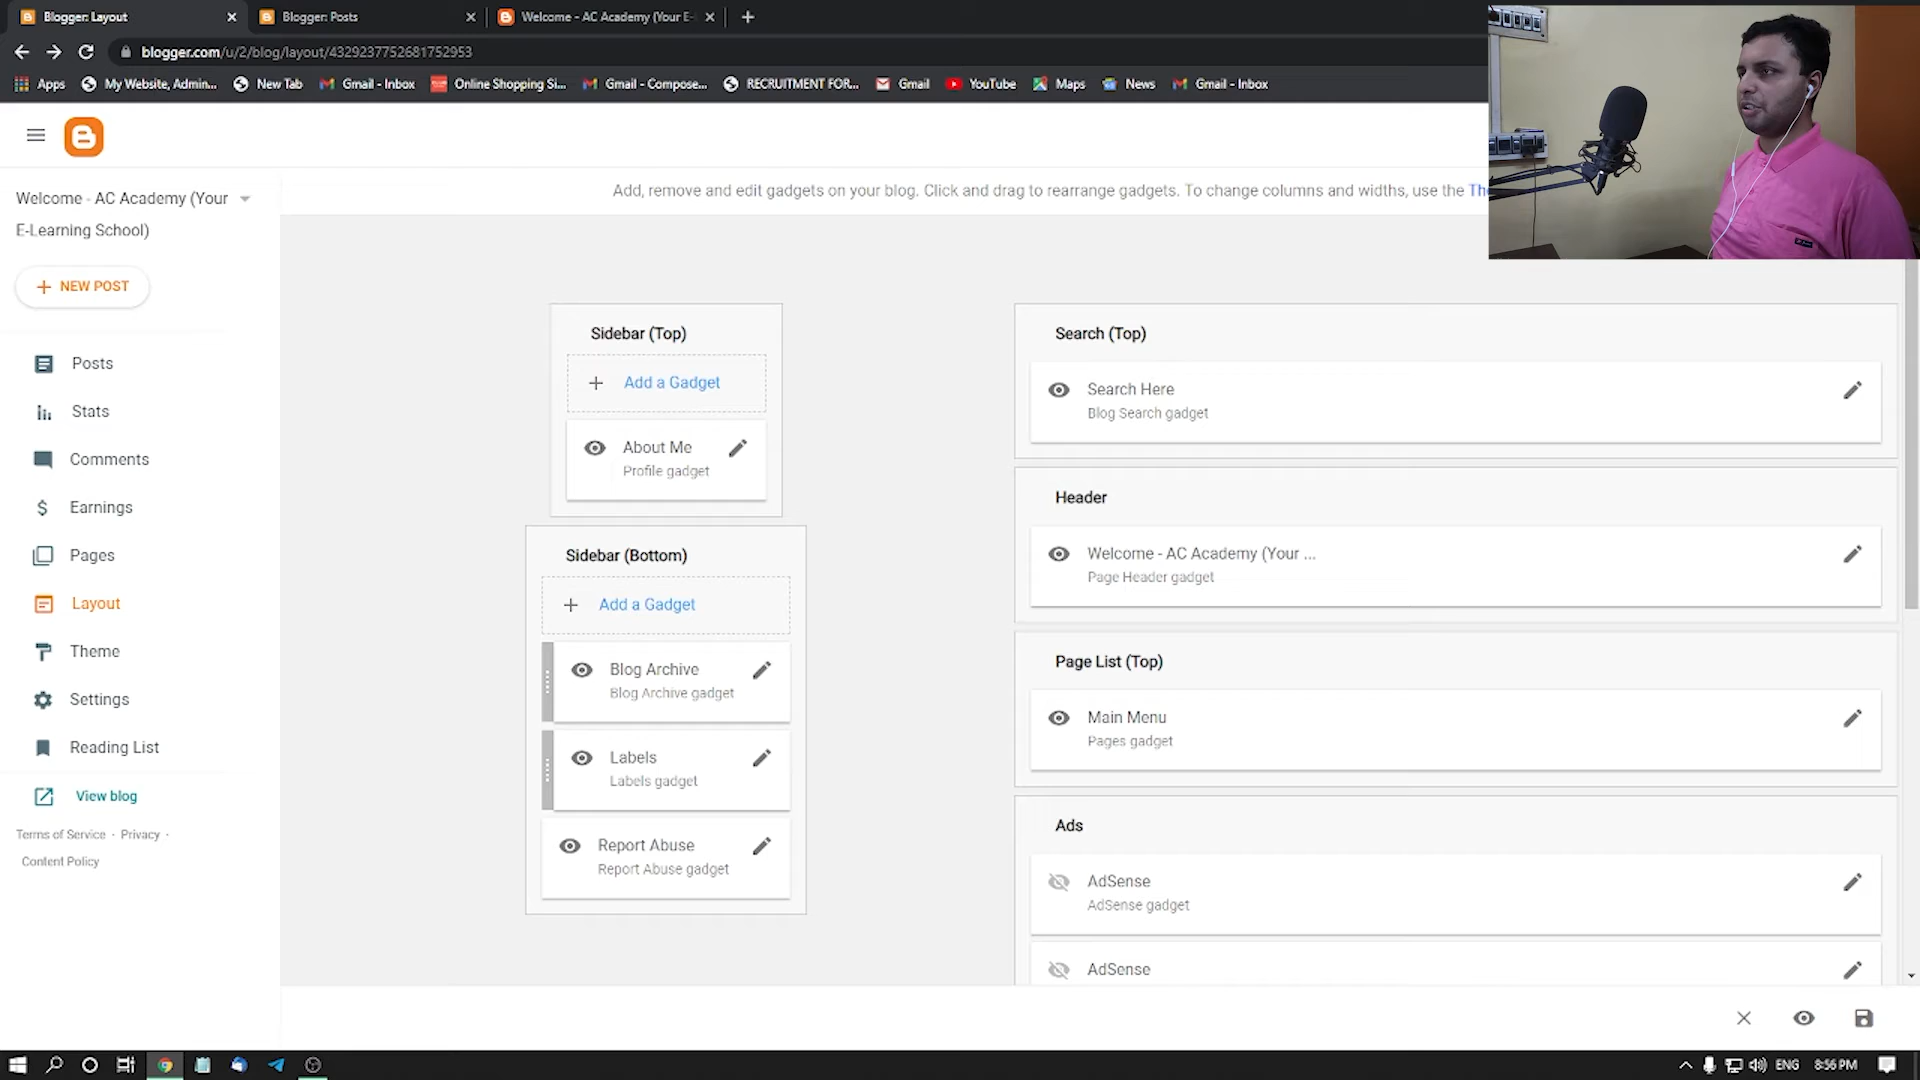 Blogger: Layout
Blogger: Posts
Welcome - AC Academy (Your E-
blogger.com/u/2/blog/layout/4329237752681752953
Apps
My Website, Admin...
New Tab
Gmail - Inbox
Online Shopping Si...
Gmail - Compose...
RECRUITMENT FOR...
Gmail
YouTube
Maps
News
Gmail - Inbox
Add, remove and edit gadgets on your blog. Click and drag to rearrange gadgets. To change columns and widths, use the
Welcome - AC Academy (Your
E-Learning School)
NEW POST
Posts
Stats
Comments
Earnings
Pages
Layout
Theme
Settings
Reading List
View blog
Terms of Service · Privacy ·
Content Policy
Sidebar (Top)
Add a Gadget
About Me
Profile gadget
Sidebar (Bottom)
Add a Gadget
Blog Archive
Blog Archive gadget
Labels
Labels gadget
Report Abuse
Report Abuse gadget
Search (Top)
Search Here
Blog Search gadget
Header
Welcome - AC Academy (Your ...
Page Header gadget
Page List (Top)
Main Menu
Pages gadget
Ads
AdSense
AdSense gadget
AdSense
ENG
8:56 PM